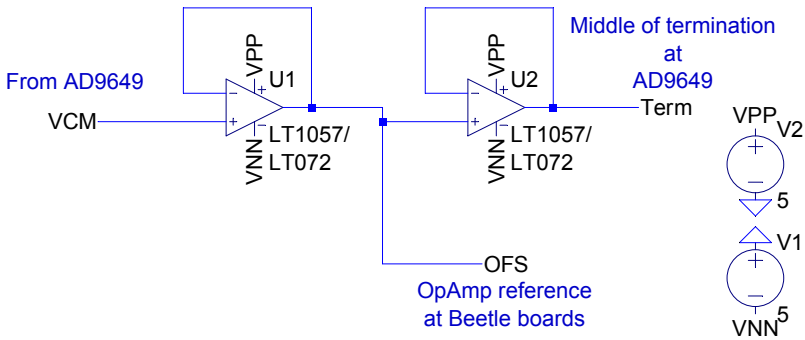 Middle of termination
at
AD9649
From AD9649
VCM
VPP
U1
+
−
+
−
VNN
LT1057/
LT072
VPP
U2
+
−
+
−
VNN
LT1057/
LT072
Term
OFS
OpAmp reference
at Beetle boards
VPP
V2
+
−
5
V1
+
−
5
VNN